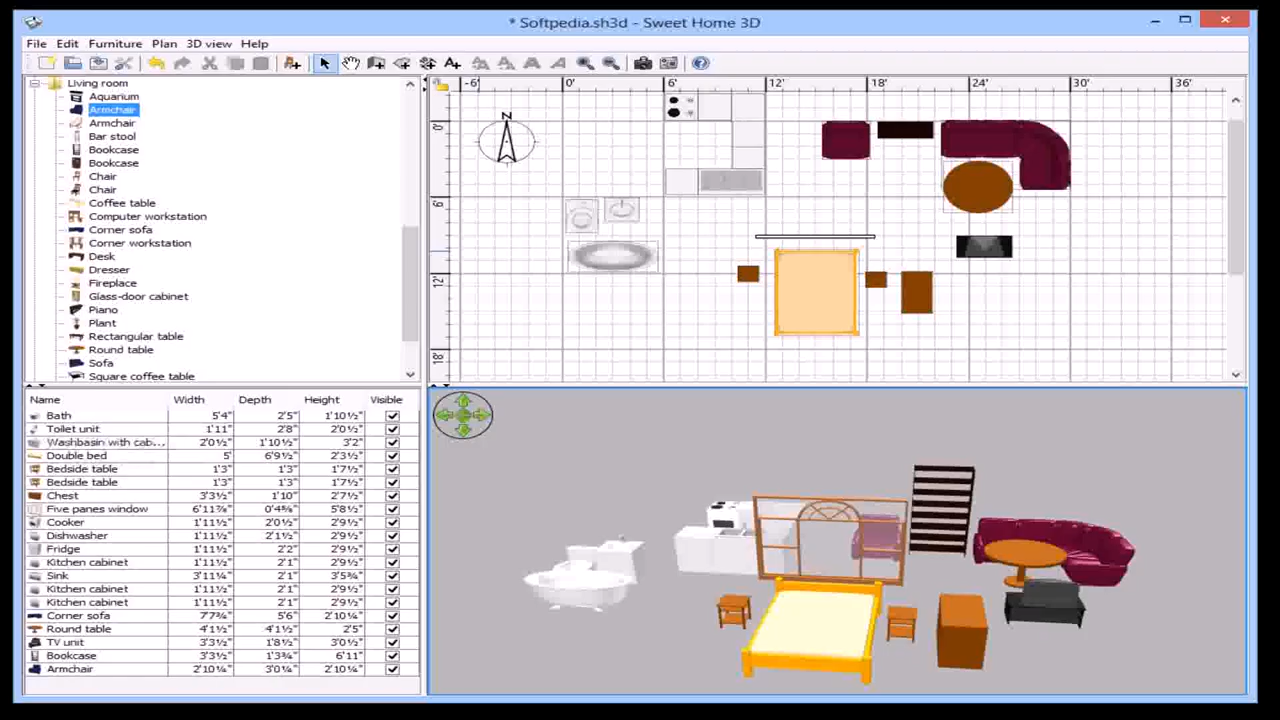 * Softpedia.sh3d – Sweet Home 3D
File Edit Furniture Plan 3D view Help
Living room
Aquarium
Armchair
Armchair
Bar stool
Bookcase
Bookcase
Chair
Chair
Coffee table
Computer workstation
Corner sofa
Corner workstation
Desk
Dresser
Fireplace
Glass-door cabinet
Piano
Plant
Rectangular table
Round table
Sofa
Square coffee table
-6' 0' 6' 12' 18' 24' 30' 36'
0'
6'
12'
18'
N
Name Width Depth Height Visible
Bath 5'4" 2'5" 1'10½"
Toilet unit 1'11" 2'8" 2'0½"
Washbasin with cab... 2'0½" 1'10½" 3'2"
Double bed 5' 6'9½" 2'3½"
Bedside table 1'3" 1'3" 1'7½"
Bedside table 1'3" 1'3" 1'7½"
Chest 3'3½" 1'10" 2'7½"
Five panes window 6'11⅞" 0'4⅝" 5'8½"
Cooker 1'11½" 2'0½" 2'9½"
Dishwasher 1'11½" 2'1½" 2'9½"
Fridge 1'11½" 2'2" 2'9½"
Kitchen cabinet 1'11½" 2'1" 2'9½"
Sink 3'11¼" 2'1" 3'5¾"
Kitchen cabinet 1'11½" 2'1" 2'9½"
Kitchen cabinet 1'11½" 2'1" 2'9½"
Corner sofa 7'7¾" 5'6" 2'10¼"
Round table 4'1½" 4'1½" 2'5"
TV unit 3'3½" 1'8½" 3'0½"
Bookcase 3'3½" 1'3¾" 6'11"
Armchair 2'10¼" 3'0¼" 2'10¼"